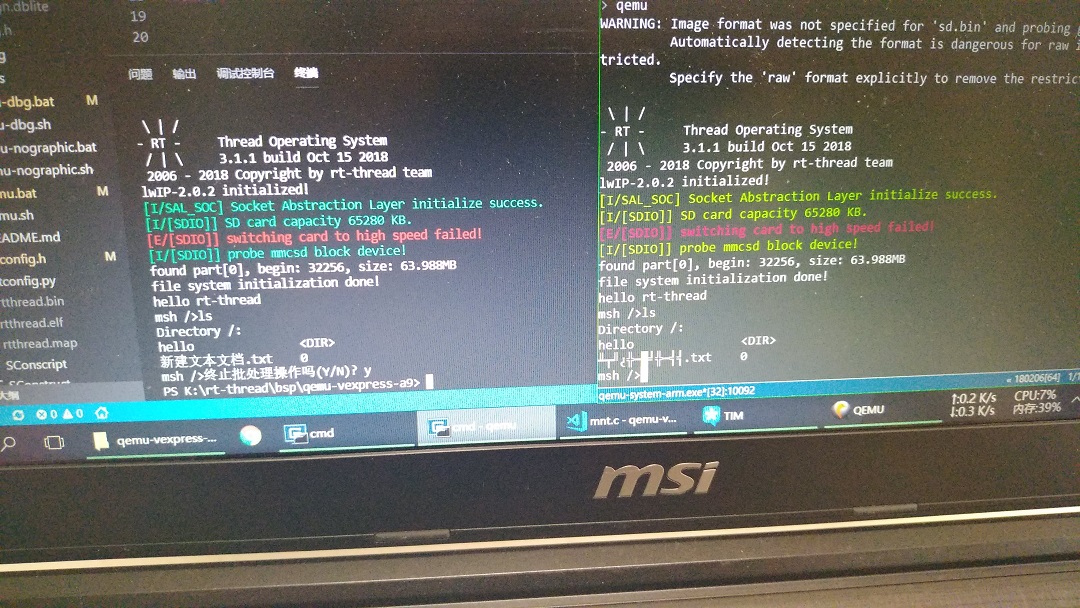 19
20
问题 输出 调试控制台 终端
-dbg.bat M
u-dbg.sh
u-nographic.bat
nu-nographic.sh
nu.bat M
mu.sh
EADME.md
config.h M
tconfig.py
rtthread.bin
rtthread.elf
rtthread.map
SConscript
\ | /
- RT - Thread Operating System
/ | \ 3.1.1 build Oct 15 2018
2006 - 2018 Copyright by rt-thread team
lwIP-2.0.2 initialized!
[I/SAL_SOC] Socket Abstraction Layer initialize success.
[I/[SDIO]] SD card capacity 65280 KB.
[E/[SDIO]] switching card to high speed failed!
[I/[SDIO]] probe mmcsd block device!
found part[0], begin: 32256, size: 63.988MB
file system initialization done!
hello rt-thread
msh />ls
Directory /:
hello <DIR>
新建文本文档.txt 0
msh />终止批处理操作吗(Y/N)? y
PS K:\rt-thread\bsp\qemu-vexpress-a9>
> qemu
WARNING: Image format was not specified for 'sd.bin' and probing
Automatically detecting the format is dangerous for raw
tricted.
Specify the 'raw' format explicitly to remove the restric
\ | /
- RT - Thread Operating System
/ | \ 3.1.1 build Oct 15 2018
2006 - 2018 Copyright by rt-thread team
lwIP-2.0.2 initialized!
[I/SAL_SOC] Socket Abstraction Layer initialize success.
[I/[SDIO]] SD card capacity 65280 KB.
[E/[SDIO]] switching card to high speed failed!
[I/[SDIO]] probe mmcsd block device!
found part[0], begin: 32256, size: 63.988MB
file system initialization done!
hello rt-thread
msh />ls
Directory /:
hello <DIR>
.txt 0
msh />
qemu-system-arm.exe*[32]:10092
« 180206[64] 1/1
0 0
qemu-vexpress-...
cmd
cmd - qemu
mnt.c - qemu-v...
TIM
QEMU
↑:0.2 K/s CPU:7%
↓:0.3 K/s 内存:39%
msi